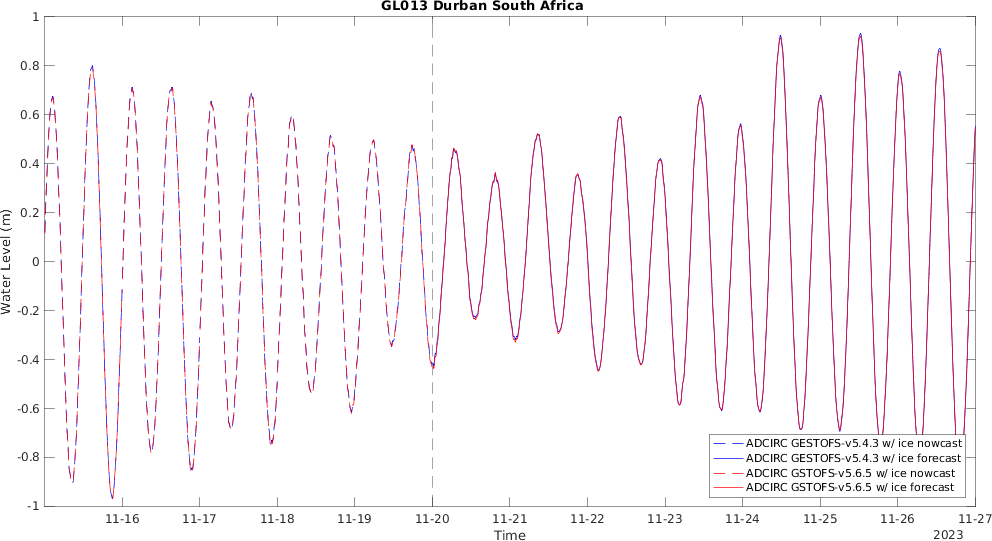 GL013 Durban South Africa
1
0.8
0.6
0.4
0.2
0
-0.2
-0.4
-0.6
-0.8
-1
Water Level (m)
ADCIRC GESTOFS-v5.4.3 w/ ice nowcast
ADCIRC GESTOFS-v5.4.3 w/ ice forecast
ADCIRC GSTOFS-v5.6.5 w/ ice nowcast
ADCIRC GSTOFS-v5.6.5 w/ ice forecast
11-16 11-17 11-18 11-19 11-20 11-21 11-22 11-23 11-24 11-25 11-26 11-27
Time
2023